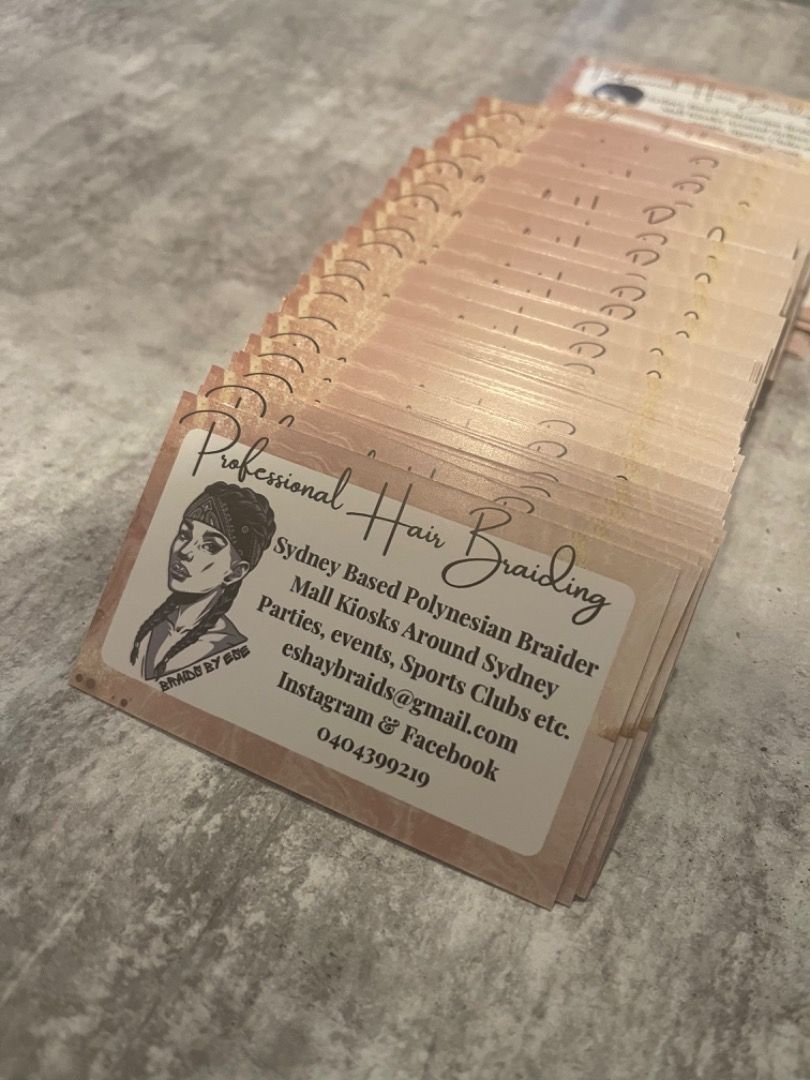 Professional Hair Braiding
Sydney Based Polynesian Braider
Mall Kiosks Around Sydney
Parties, events, Sports Clubs etc.
eshaybraids@gmail.com
Instagram & Facebook
0404399219
BRAIDS BY ESE